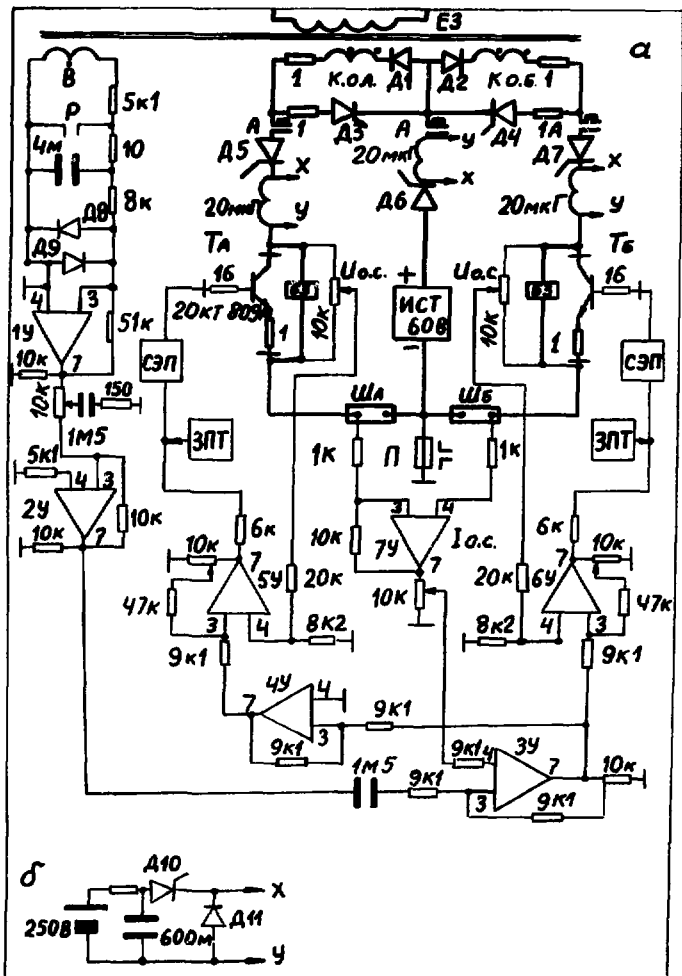 ЕЗ
а
В
5к1
1
К.ОА.
Д1
Д2
К.О.Б.
1
Р
4м
10
А
1
Д3
А
Д4
1А
Д5
Х
У
Х
Д7
Х
8к
Д8
20мкГ
20мкГ
Д6
20мкГ
Д9
У
У
4
3
ТА
ТБ
16
Uо.с.
+
ИСТ
60В
-
Uо.с
16
20КТ 809А
10к
10к
1У
51к
1
1
СЭП
СЭП
10к
7
ША
ШБ
10к
150
ЗПТ
ЗПТ
1М5
1к
П
1к
5к1
4
3
3
4
2У
10к
6к
7У
Iо.с.
6к
10к
7
10к
7
10к
7
7
10к
5У
20к
10к
20к
6У
47к
47к
3
4
8к2
8к2
4
3
9к1
9к1
4У
4
7
3
9к1
9к1
9к1
4
3У
7
10к
1М5
9к1
3
9к1
б
Д10
Х
250В
600м
Д11
У